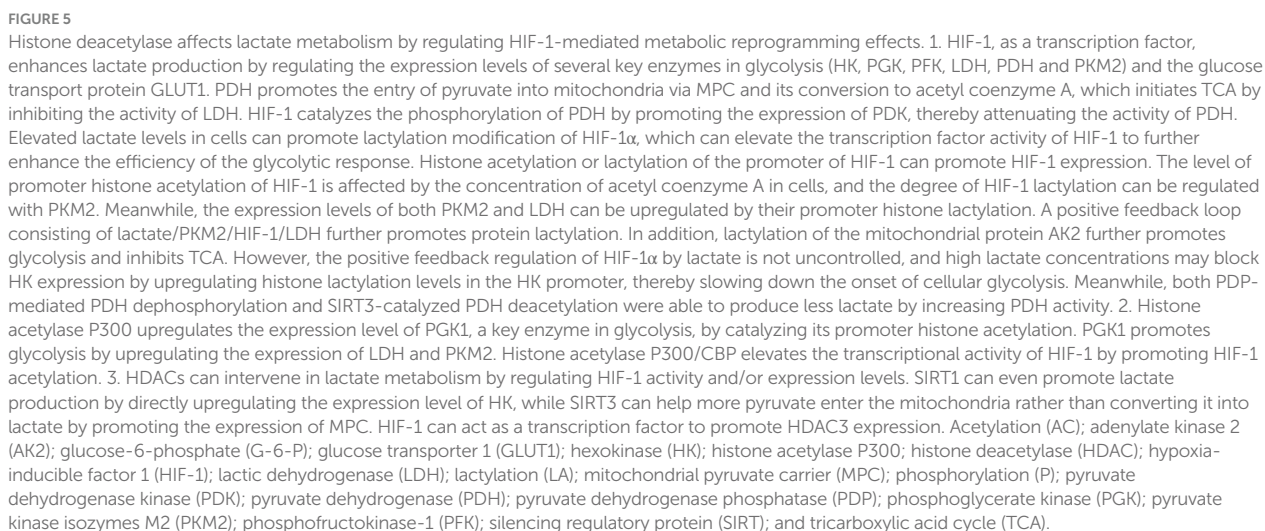 FIGURE 5
Histone deacetylase affects lactate metabolism by regulating HIF-1-mediated metabolic reprogramming effects. 1. HIF-1, as a transcription factor,
enhances lactate production by regulating the expression levels of several key enzymes in glycolysis (HK, PGK, PFK, LDH, PDH and PKM2) and the glucose
transport protein GLUT1. PDH promotes the entry of pyruvate into mitochondria via MPC and its conversion to acetyl coenzyme A, which initiates TCA by
inhibiting the activity of LDH. HIF-1 catalyzes the phosphorylation of PDH by promoting the expression of PDK, thereby attenuating the activity of PDH.
Elevated lactate levels in cells can promote lactylation modification of HIF-1α, which can elevate the transcription factor activity of HIF-1 to further
enhance the efficiency of the glycolytic response. Histone acetylation or lactylation of the promoter of HIF-1 can promote HIF-1 expression. The level of
promoter histone acetylation of HIF-1 is affected by the concentration of acetyl coenzyme A in cells, and the degree of HIF-1 lactylation can be regulated
with PKM2. Meanwhile, the expression levels of both PKM2 and LDH can be upregulated by their promoter histone lactylation. A positive feedback loop
consisting of lactate/PKM2/HIF-1/LDH further promotes protein lactylation. In addition, lactylation of the mitochondrial protein AK2 further promotes
glycolysis and inhibits TCA. However, the positive feedback regulation of HIF-1α by lactate is not uncontrolled, and high lactate concentrations may block
HK expression by upregulating histone lactylation levels in the HK promoter, thereby slowing down the onset of cellular glycolysis. Meanwhile, both PDP-
mediated PDH dephosphorylation and SIRT3-catalyzed PDH deacetylation were able to produce less lactate by increasing PDH activity. 2. Histone
acetylase P300 upregulates the expression level of PGK1, a key enzyme in glycolysis, by catalyzing its promoter histone acetylation. PGK1 promotes
glycolysis by upregulating the expression of LDH and PKM2. Histone acetylase P300/CBP elevates the transcriptional activity of HIF-1 by promoting HIF-1
acetylation. 3. HDACs can intervene in lactate metabolism by regulating HIF-1 activity and/or expression levels. SIRT1 can even promote lactate
production by directly upregulating the expression level of HK, while SIRT3 can help more pyruvate enter the mitochondria rather than converting it into
lactate by promoting the expression of MPC. HIF-1 can act as a transcription factor to promote HDAC3 expression. Acetylation (AC); adenylate kinase 2
(AK2); glucose-6-phosphate (G-6-P); glucose transporter 1 (GLUT1); hexokinase (HK); histone acetylase P300; histone deacetylase (HDAC); hypoxia-
inducible factor 1 (HIF-1); lactic dehydrogenase (LDH); lactylation (LA); mitochondrial pyruvate carrier (MPC); phosphorylation (P); pyruvate
dehydrogenase kinase (PDK); pyruvate dehydrogenase (PDH); pyruvate dehydrogenase phosphatase (PDP); phosphoglycerate kinase (PGK); pyruvate
kinase isozymes M2 (PKM2); phosphofructokinase-1 (PFK); silencing regulatory protein (SIRT); and tricarboxylic acid cycle (TCA).